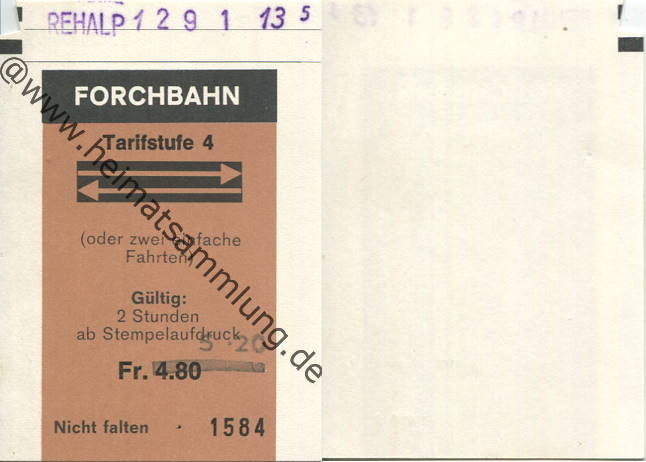 REHALP 1 2 9 1 13 5
FORCHBAHN
Tarifstufe 4
(oder zwei einfache
Fahrten)
Gültig:
2 Stunden
ab Stempelaufdruck
5 · 20
Fr. 4.80
Nicht falten · 1584
@www.heimatsammlung.de